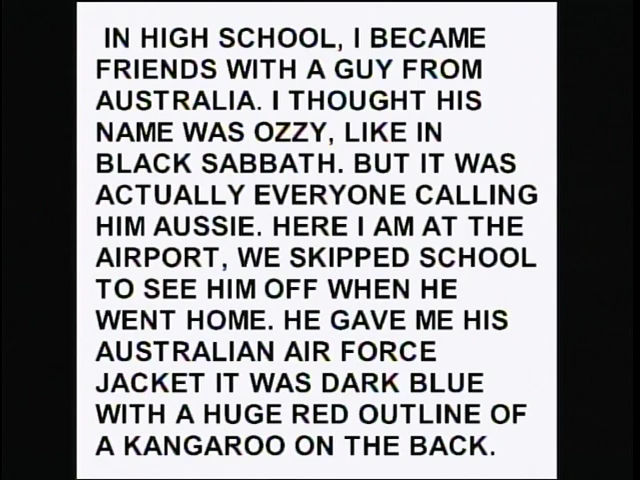 IN HIGH SCHOOL, I BECAME
FRIENDS WITH A GUY FROM
AUSTRALIA. I THOUGHT HIS
NAME WAS OZZY, LIKE IN
BLACK SABBATH. BUT IT WAS
ACTUALLY EVERYONE CALLING
HIM AUSSIE. HERE I AM AT THE
AIRPORT, WE SKIPPED SCHOOL
TO SEE HIM OFF WHEN HE
WENT HOME. HE GAVE ME HIS
AUSTRALIAN AIR FORCE
JACKET IT WAS DARK BLUE
WITH A HUGE RED OUTLINE OF
A KANGAROO ON THE BACK.